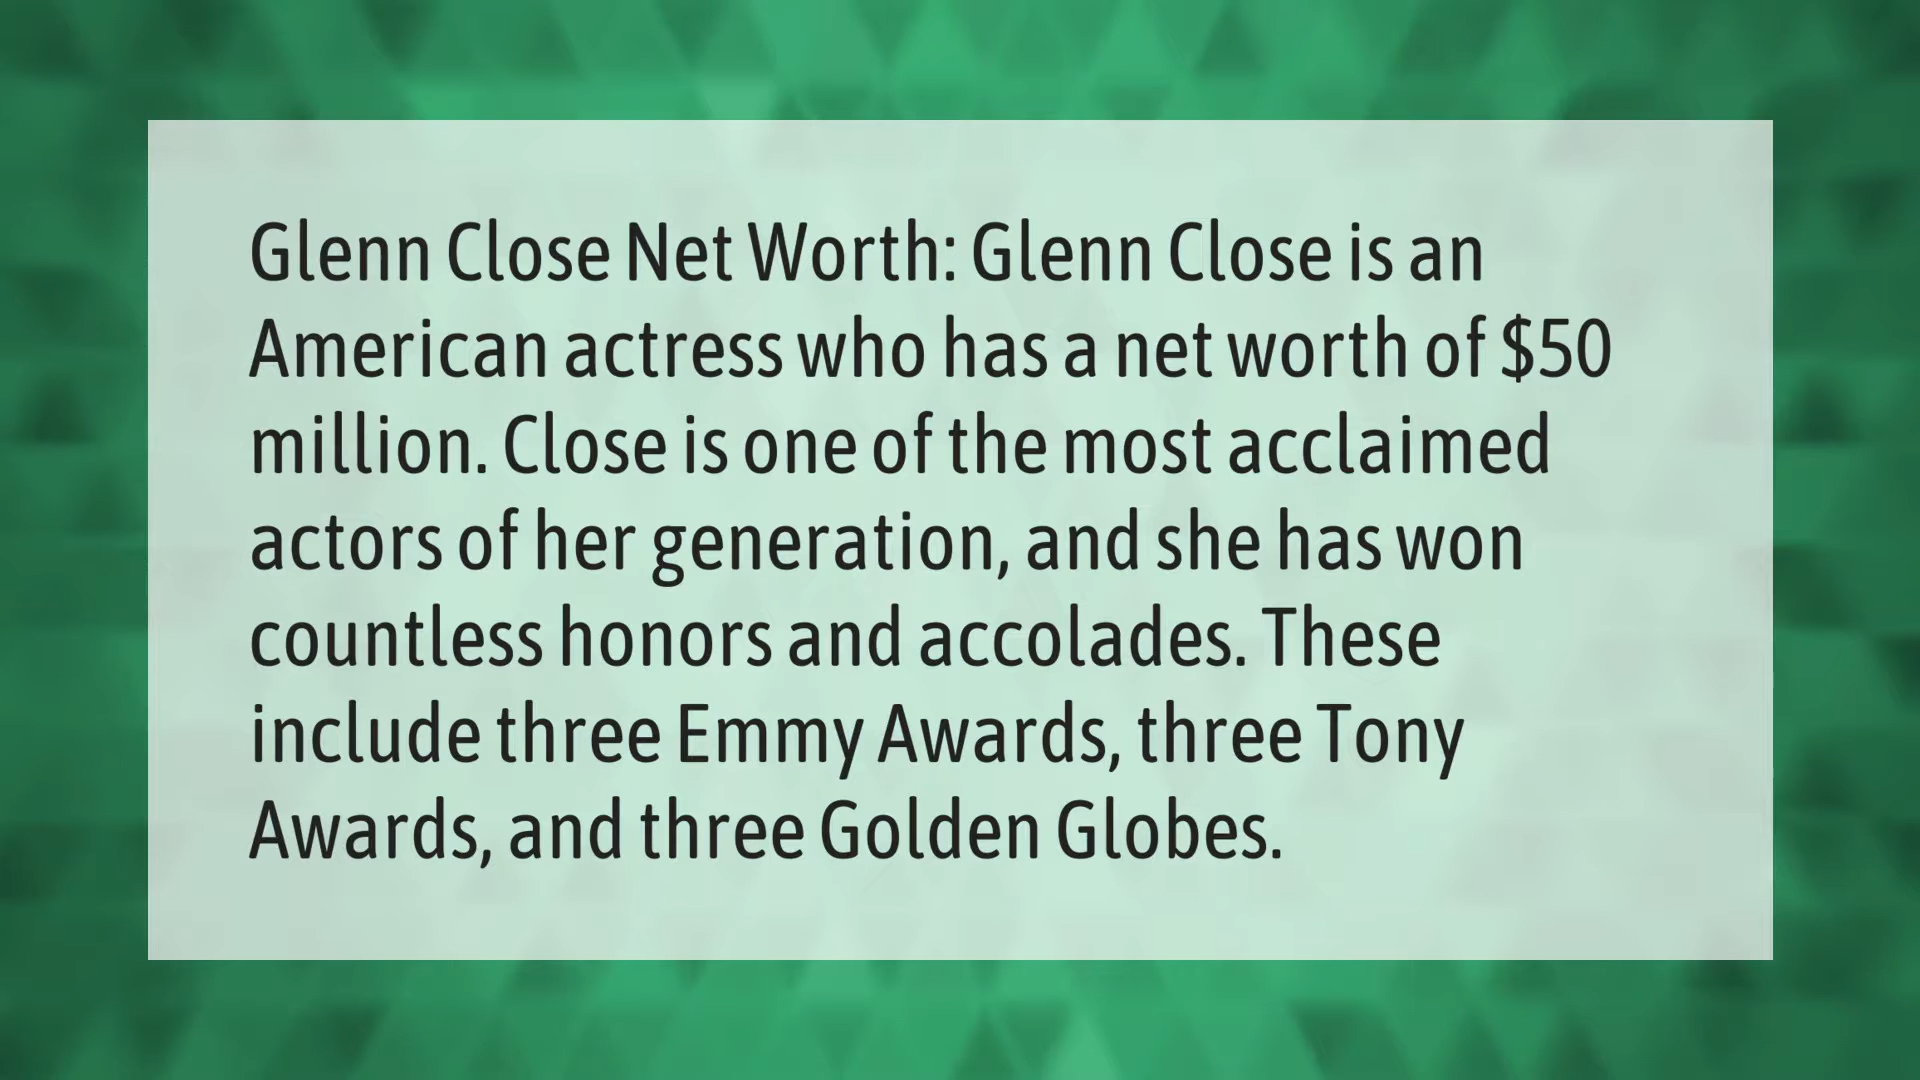 Glenn Close Net Worth: Glenn Close is an
American actress who has a net worth of $50
million. Close is one of the most acclaimed
actors of her generation, and she has won
countless honors and accolades. These
include three Emmy Awards, three Tony
Awards, and three Golden Globes.